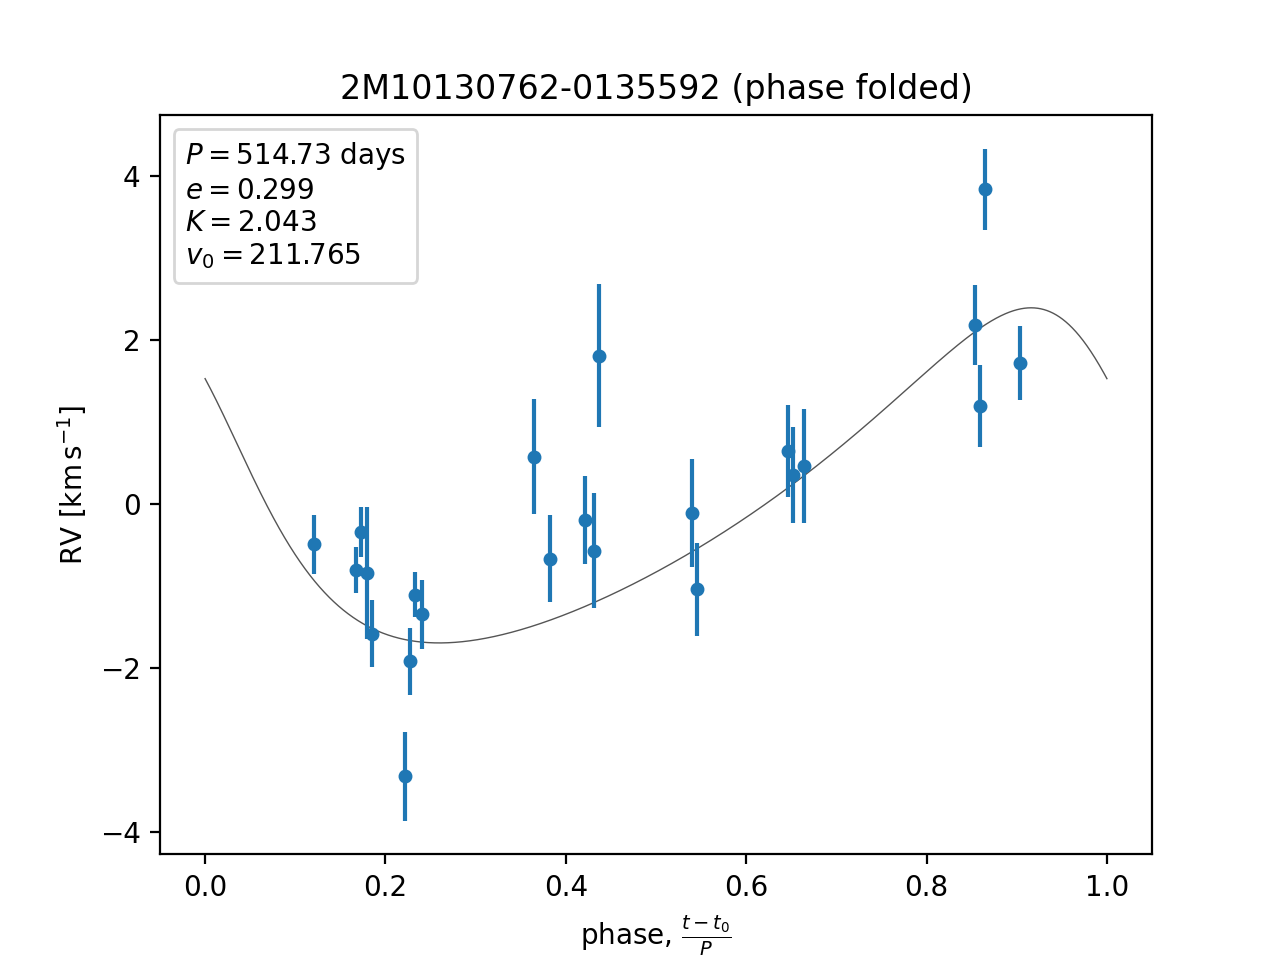 2M10130762-0135592 (phase folded)
P = 514.73 days
e = 0.299
K = 2.043
v₀ = 211.765
4
2
0
−2
−4
RV [km s⁻¹]
0.0 0.2 0.4 0.6 0.8 1.0
phase, (t − t₀)/P